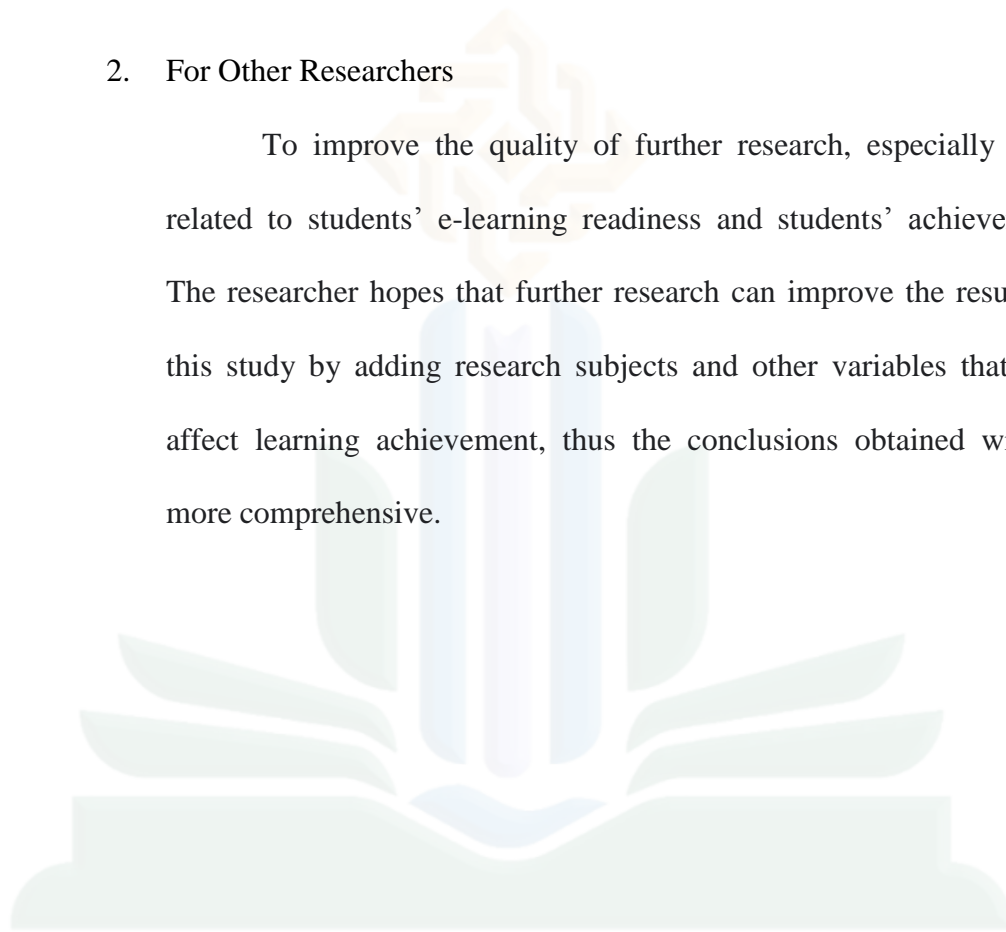 2. For Other Researchers
To improve the quality of further research, especially
related to students’ e-learning readiness and students’ achieve
The researcher hopes that further research can improve the resu
this study by adding research subjects and other variables that
affect learning achievement, thus the conclusions obtained w
more comprehensive.